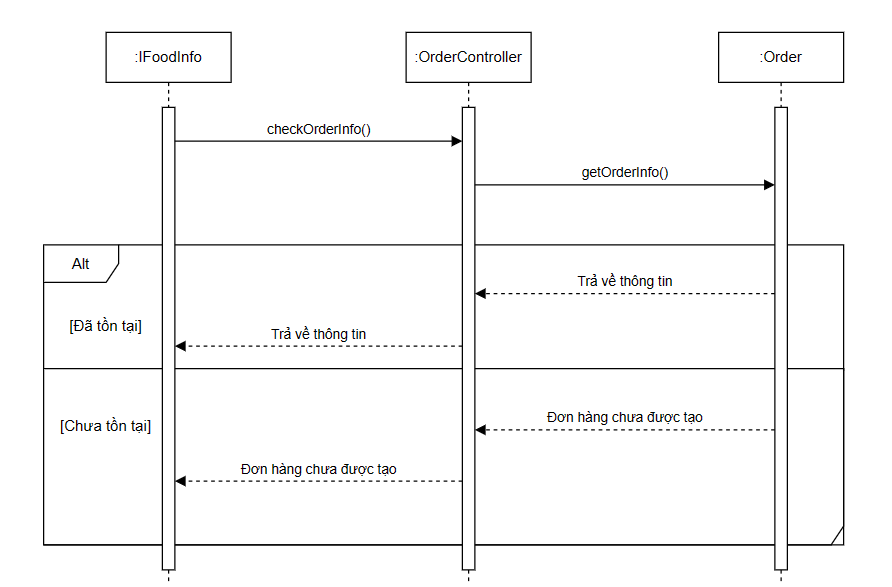 :IFoodInfo
:OrderController
:Order
checkOrderInfo()
getOrderInfo()
Alt
Trả về thông tin
[Đã tồn tại]
Trả về thông tin
Đơn hàng chưa được tạo
[Chưa tồn tại]
Đơn hàng chưa được tạo